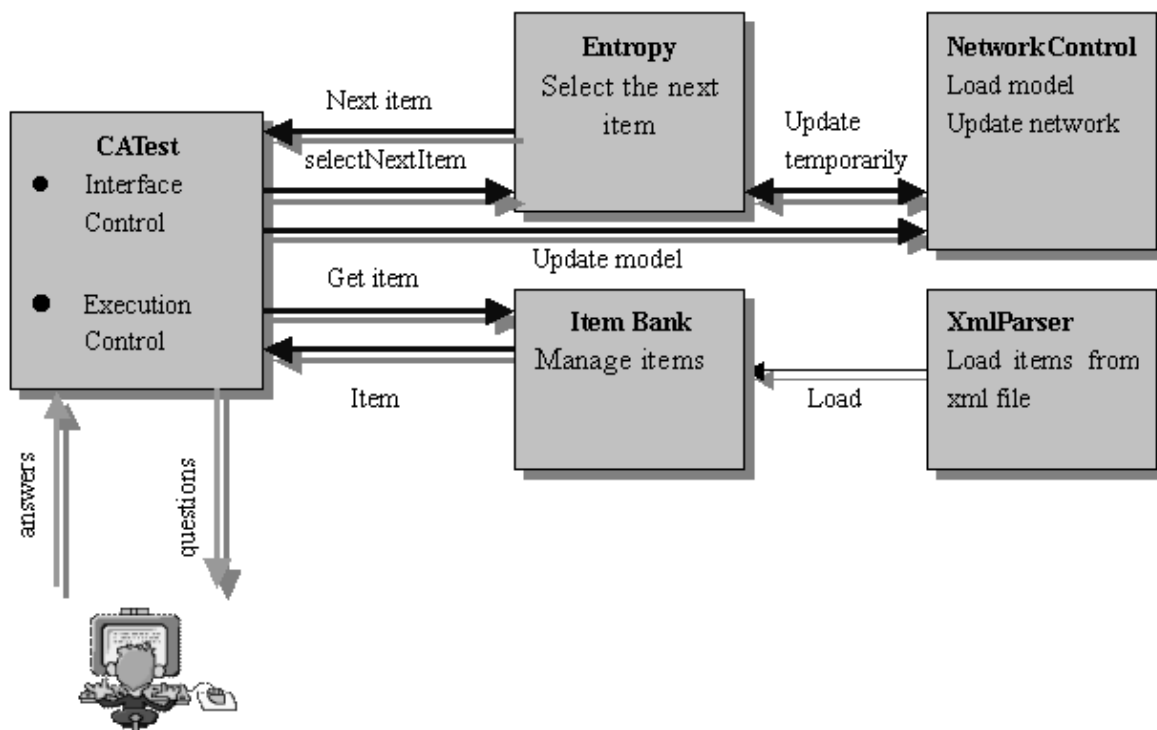 Entropy
Select the next
item
NetworkControl
Load model
Update network
Next item
selectNextItem
Update
temporarily
CATest
Interface
Control
Execution
Control
Update model
Get item
Item
Item Bank
Manage items
Load
XmlParser
Load items from
xml file
answers
questions